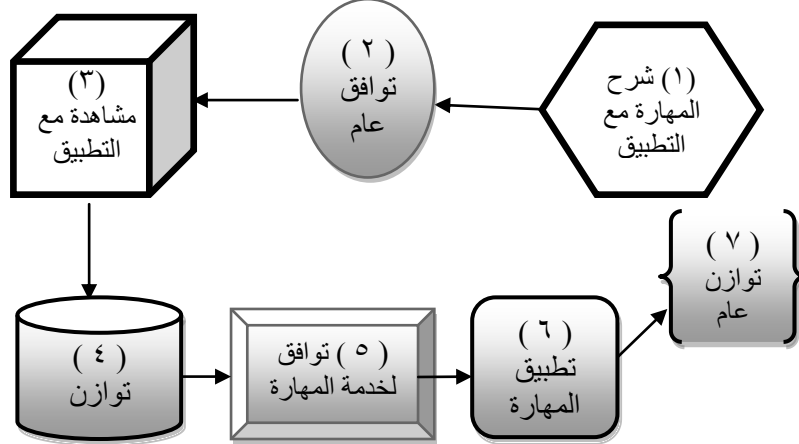 (١) شرح
المهارة مع
التطبيق
( ٢ )
توافق
عام
(٣)
مشاهدة مع
التطبيق
( ٤ )
توازن
( ٥ ) توافق
لخدمة المهارة
( ٦ )
تطبيق
المهارة
( ٧ )
توازن
عام